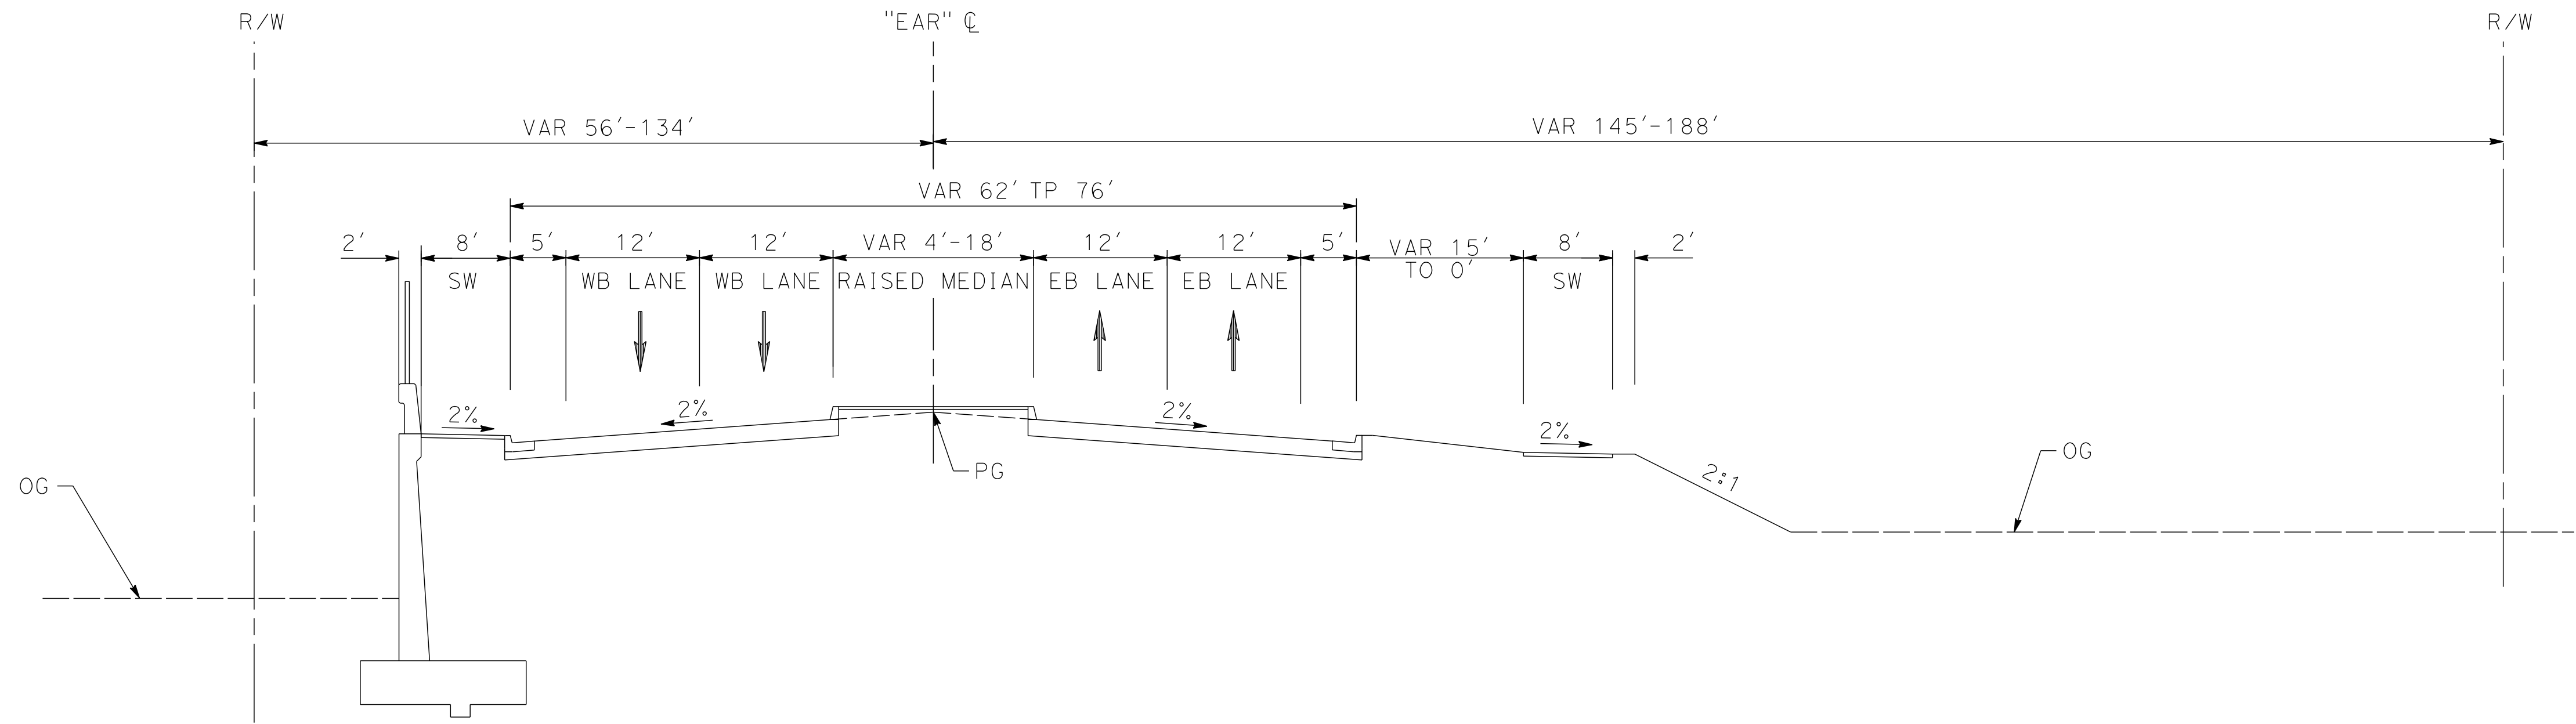 R/W
"EAR" ℄
R/W
VAR 56'-134'
VAR 145'-188'
VAR 62' TP 76'
2'
8'
5'
12'
12'
VAR 4'-18'
12'
12'
5'
VAR 15'
TO 0'
8'
2'
SW
WB LANE
WB LANE
RAISED MEDIAN
EB LANE
EB LANE
SW
2%
2%
2%
2%
PG
OG
2:1
OG